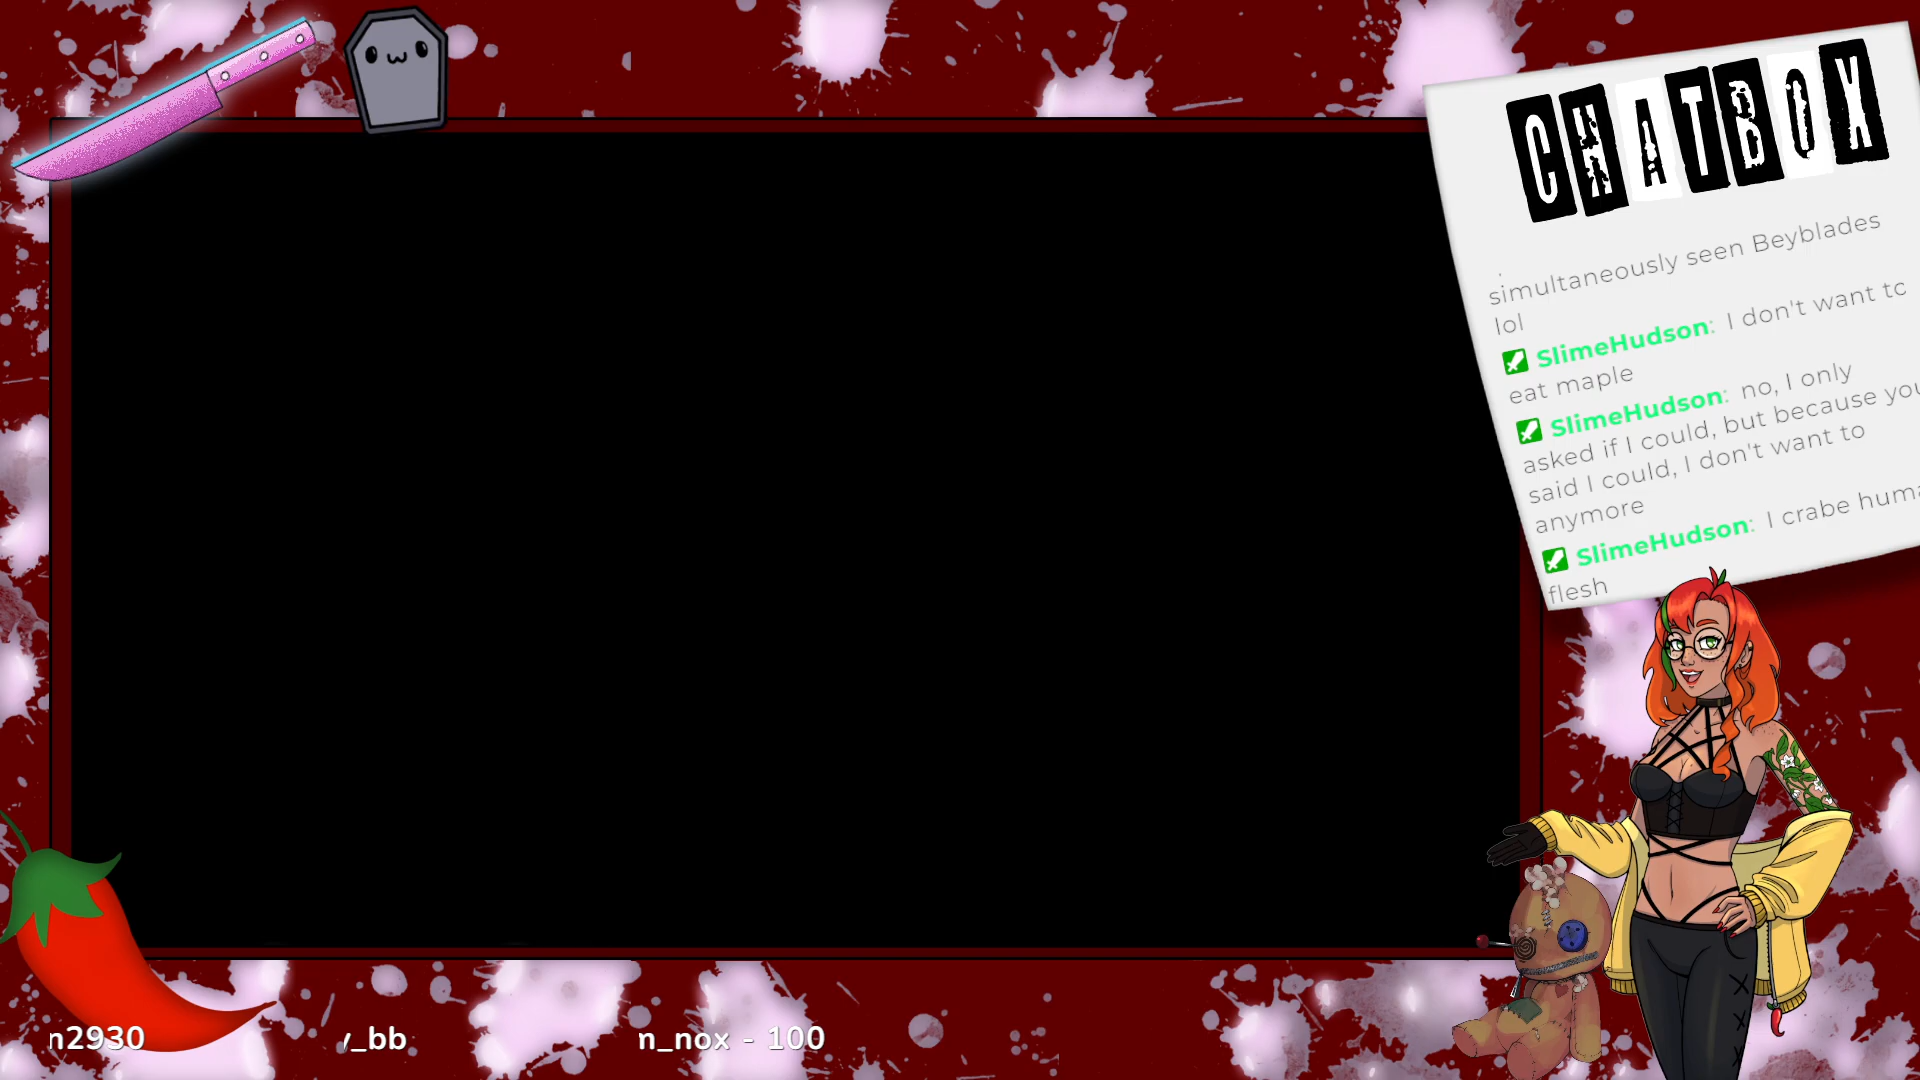 CHATBOX
simultaneously seen Beyblades
lol
SlimeHudson: I don't want to
eat maple
SlimeHudson: no, I only
asked if I could, but because you
said I could, I don't want to
anymore
SlimeHudson: I crabe huma
flesh
n2930
_bb
n_nox - 100